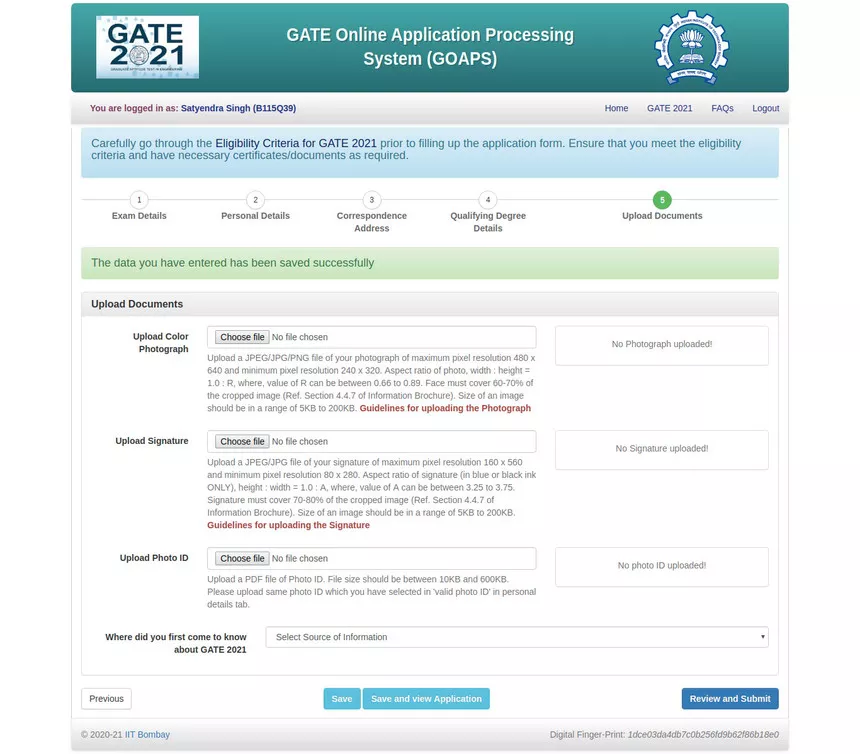 GATE
2021
GATE Online Application Processing
System (GOAPS)
You are logged in as: Satyendra Singh (B115Q39)
Home GATE 2021 FAQs Logout
Carefully go through the Eligibility Criteria for GATE 2021 prior to filling up the application form. Ensure that you meet the eligibility
criteria and have necessary certificates/documents as required.
1 2 3 4 5
Exam Details Personal Details Correspondence Qualifying Degree Upload Documents
Address Details
The data you have entered has been saved successfully
Upload Documents
Upload Color
Photograph
Choose file No file chosen
No Photograph uploaded!
Upload a JPEG/JPG/PNG file of your photograph of maximum pixel resolution 480 x
640 and minimum pixel resolution 240 x 320. Aspect ratio of photo, width : height =
1.0 : R, where, value of R can be between 0.66 to 0.89. Face must cover 60-70% of
the cropped image (Ref. Section 4.4.7 of Information Brochure). Size of an image
should be in a range of 5KB to 200KB. Guidelines for uploading the Photograph
Upload Signature
Choose file No file chosen
No Signature uploaded!
Upload a JPEG/JPG file of your signature of maximum pixel resolution 160 x 560
and minimum pixel resolution 80 x 280. Aspect ratio of signature (in blue or black ink
ONLY), height : width = 1.0 : A, where, value of A can be between 3.25 to 3.75.
Signature must cover 70-80% of the cropped image (Ref. Section 4.4.7 of
Information Brochure). Size of an image should be in a range of 5KB to 200KB.
Guidelines for uploading the Signature
Upload Photo ID
Choose file No file chosen
No photo ID uploaded!
Upload a PDF file of Photo ID. File size should be between 10KB and 600KB.
Please upload same photo ID which you have selected in 'valid photo ID' in personal
details tab.
Where did you first come to know
about GATE 2021
Select Source of Information
Previous Save Save and view Application Review and Submit
© 2020-21 IIT Bombay
Digital Finger-Print: 1dce03da4db7c0b256fd9b62f86b18e0